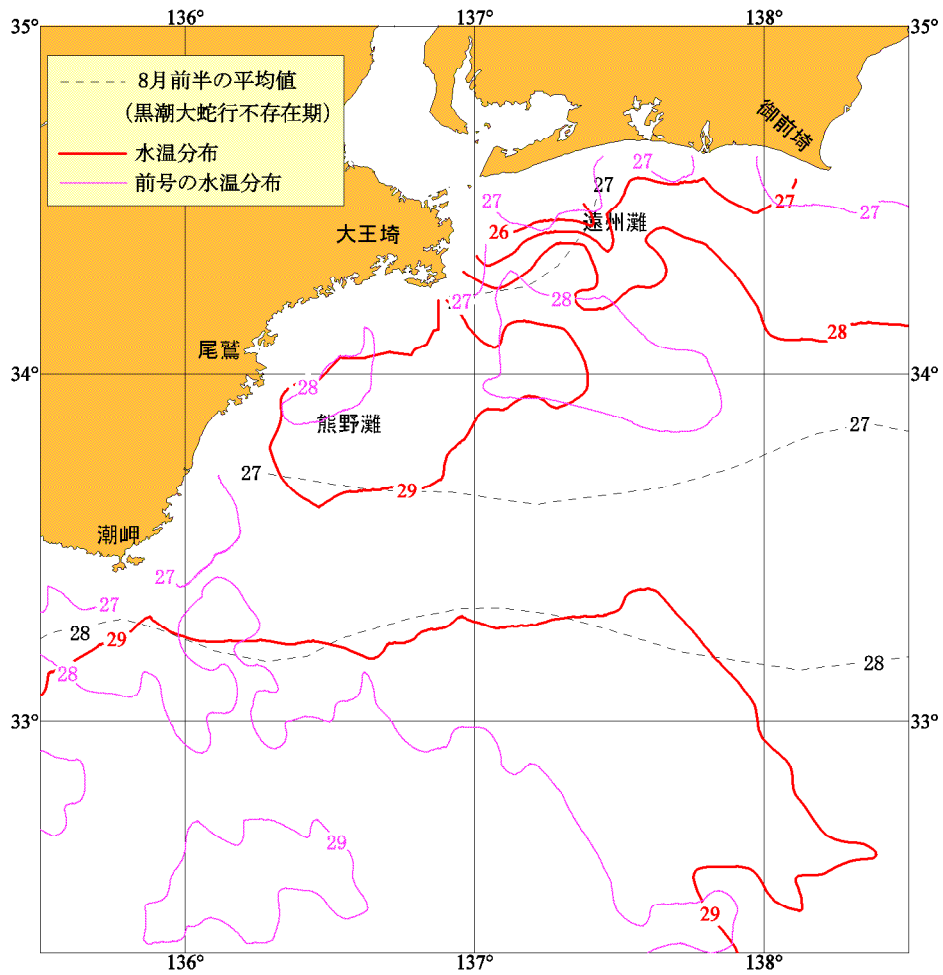 136° 137° 138°
35° 35°
8月前半の平均値
(黒潮大蛇行不存在期)
水温分布
前号の水温分布
御前埼
27 27
27 27 27
26 遠州灘
大王埼
27 28
28
尾鷲
34° 34°
28
熊野灘
27
27 29
潮岬
27
27
28 29
28 28
33° 33°
29
29
136° 137° 138°